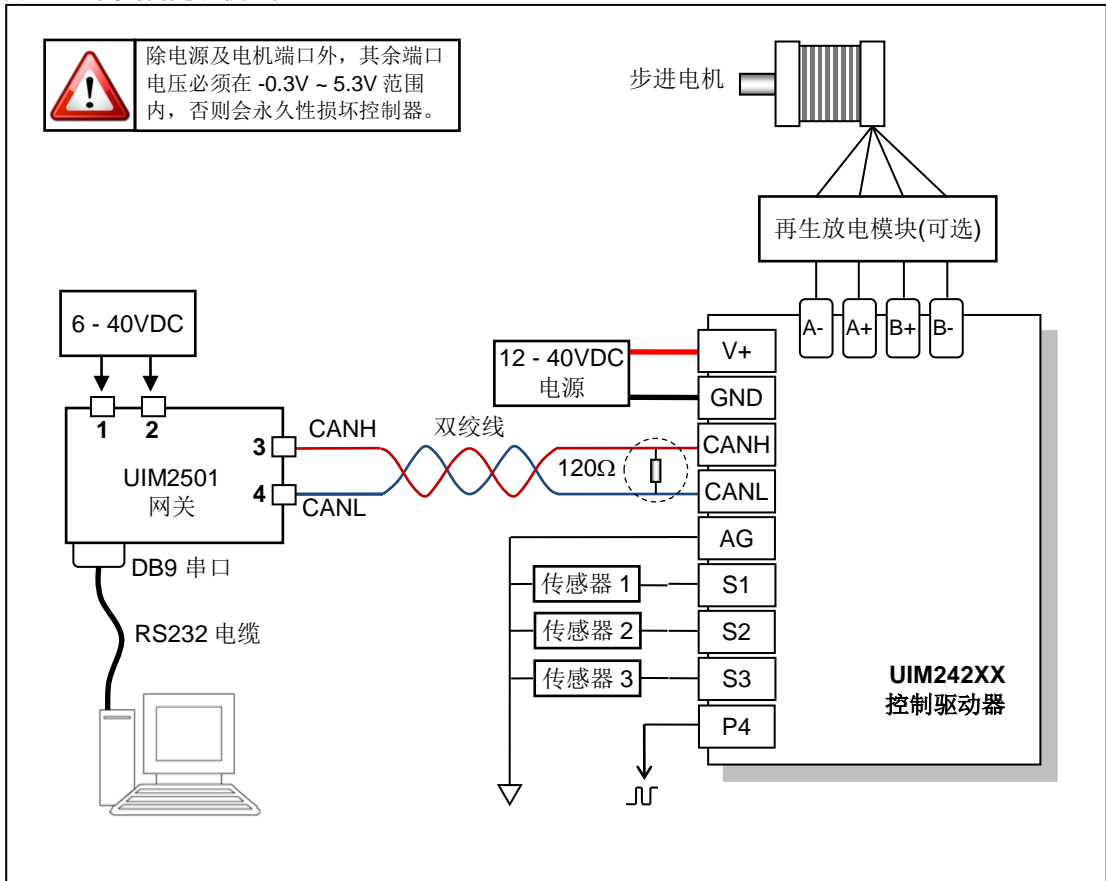 除电源及电机端口外，其余端口
电压必须在 -0.3V ~ 5.3V 范围
内，否则会永久性损坏控制器。
步进电机
再生放电模块(可选)
A-
A+
B+
B-
6 - 40VDC
1
2
3
4
UIM2501
网关
CANH
CANL
双绞线
120Ω
12 - 40VDC
电源
V+
GND
CANH
CANL
AG
S1
S2
S3
P4
传感器 1
传感器 2
传感器 3
DB9 串口
RS232 电缆
UIM242XX
控制驱动器